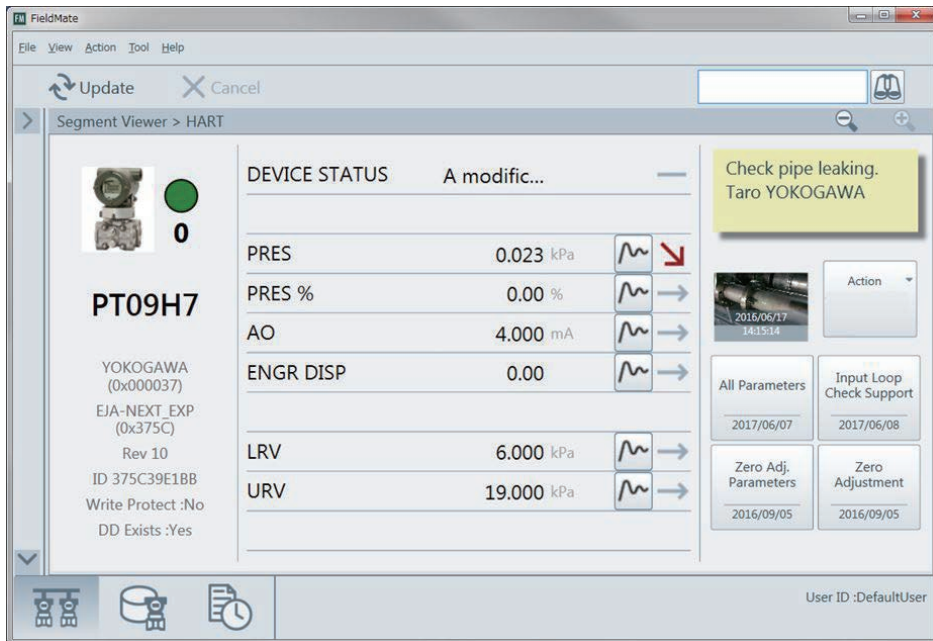 FM FieldMate
File View Action Tool Help
Update Cancel
Segment Viewer > HART
0
PT09H7
YOKOGAWA
(0x000037)
EJA-NEXT_EXP
(0x375C)
Rev 10
ID 375C39E1BB
Write Protect :No
DD Exists :Yes
DEVICE STATUS A modific...
PRES 0.023 kPa
PRES % 0.00 %
AO 4.000 mA
ENGR DISP 0.00
LRV 6.000 kPa
URV 19.000 kPa
Check pipe leaking.
Taro YOKOGAWA
2016/06/17
14:15:14
Action
All Parameters
2017/06/07
Input Loop
Check Support
2017/06/08
Zero Adj.
Parameters
2016/09/05
Zero
Adjustment
2016/09/05
User ID :DefaultUser